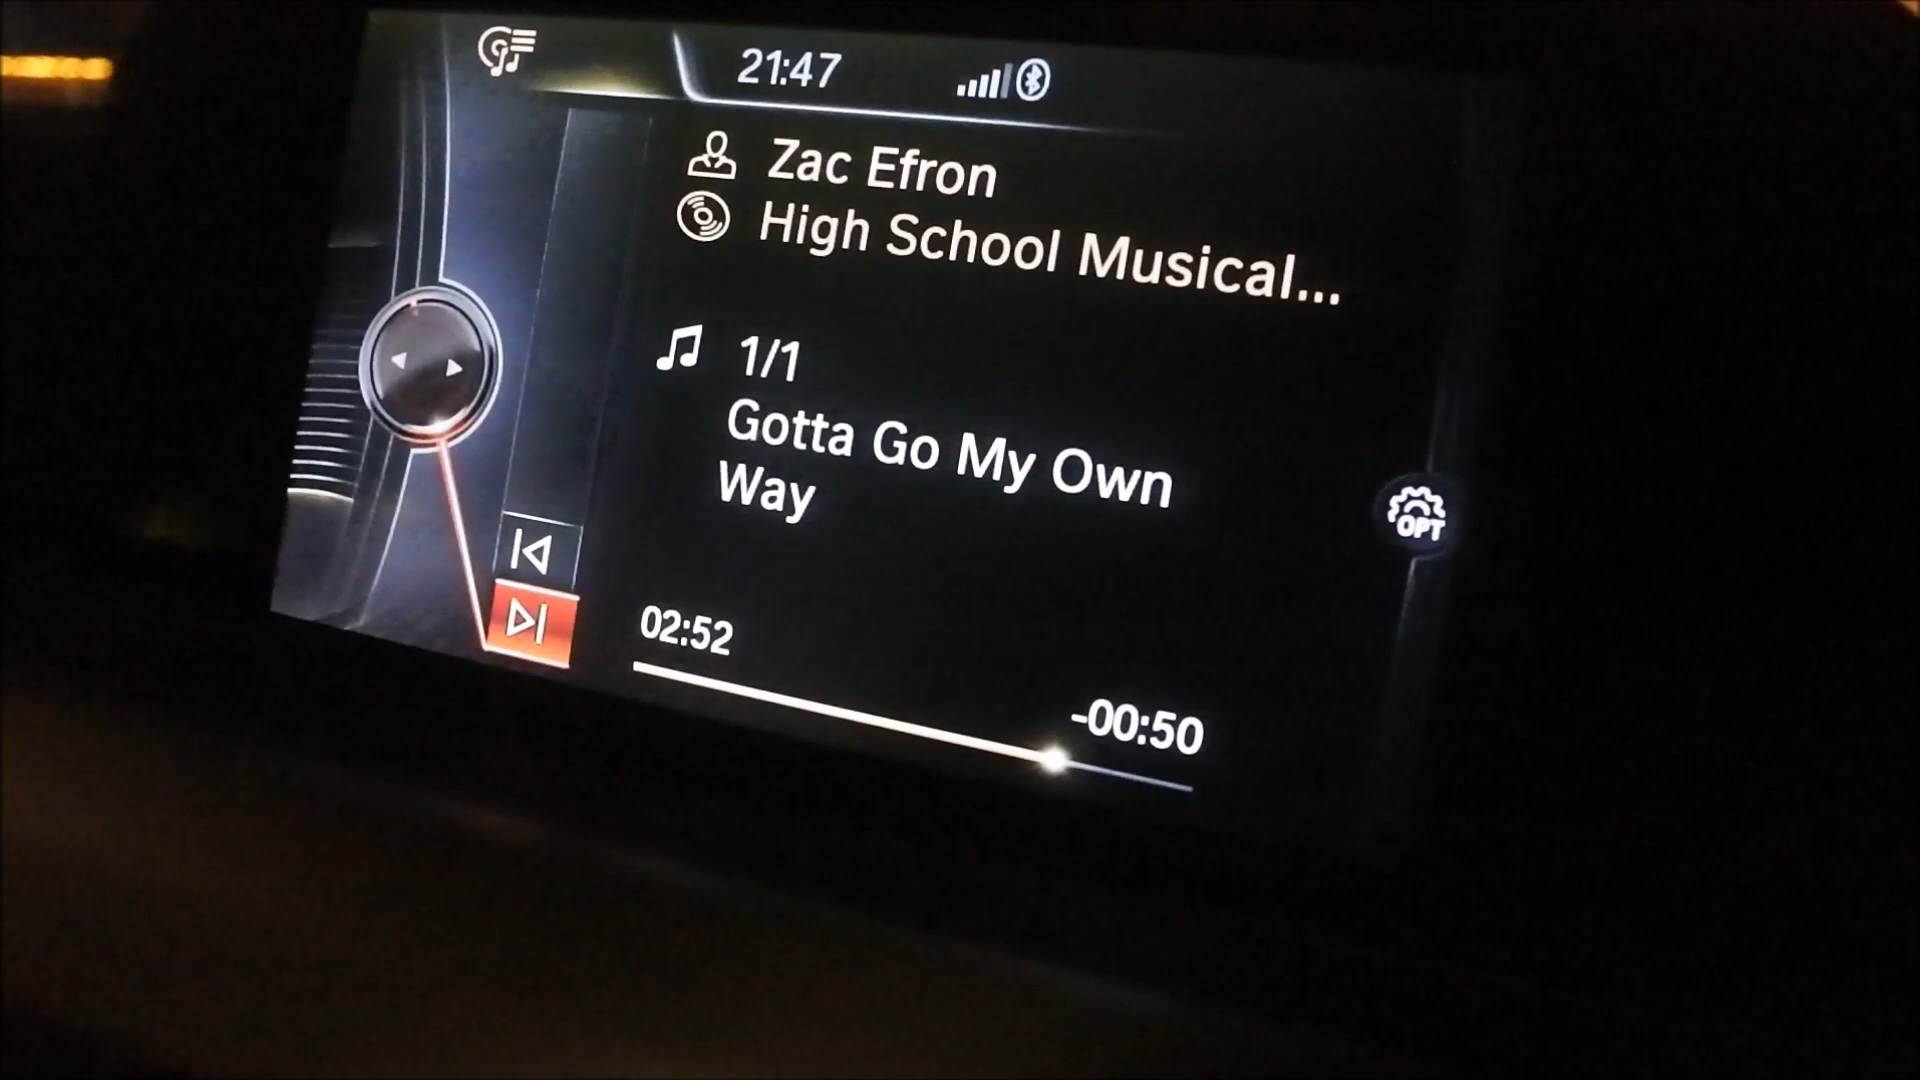 21:47
Zac Efron
High School Musical...
1/1
Gotta Go My Own
Way
OPT
02:52
-00:50